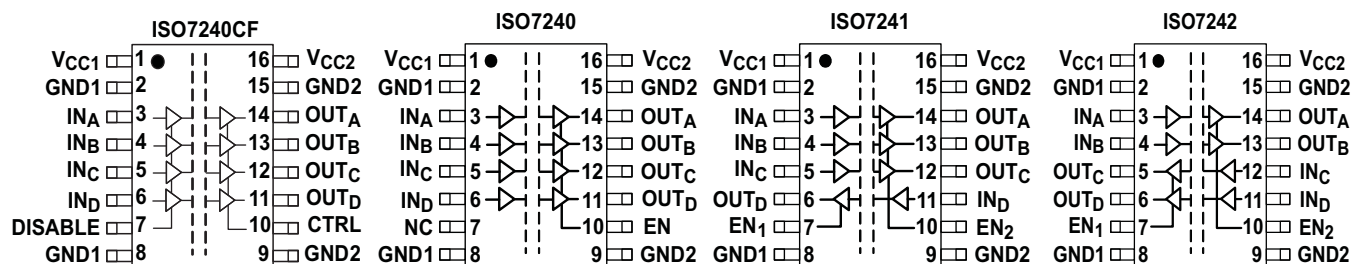 ISO7240CF
VCC1 1 16 VCC2
GND1 2 15 GND2
INA 3 14 OUTA
INB 4 13 OUTB
INC 5 12 OUTC
IND 6 11 OUTD
DISABLE 7 10 CTRL
GND1 8 9 GND2
ISO7240
VCC1 1 16 VCC2
GND1 2 15 GND2
INA 3 14 OUTA
INB 4 13 OUTB
INC 5 12 OUTC
IND 6 11 OUTD
NC 7 10 EN
GND1 8 9 GND2
ISO7241
VCC1 1 16 VCC2
GND1 2 15 GND2
INA 3 14 OUTA
INB 4 13 OUTB
INC 5 12 OUTC
OUTD 6 11 IND
EN1 7 10 EN2
GND1 8 9 GND2
ISO7242
VCC1 1 16 VCC2
GND1 2 15 GND2
INA 3 14 OUTA
INB 4 13 OUTB
OUTC 5 12 INC
OUTD 6 11 IND
EN1 7 10 EN2
GND1 8 9 GND2